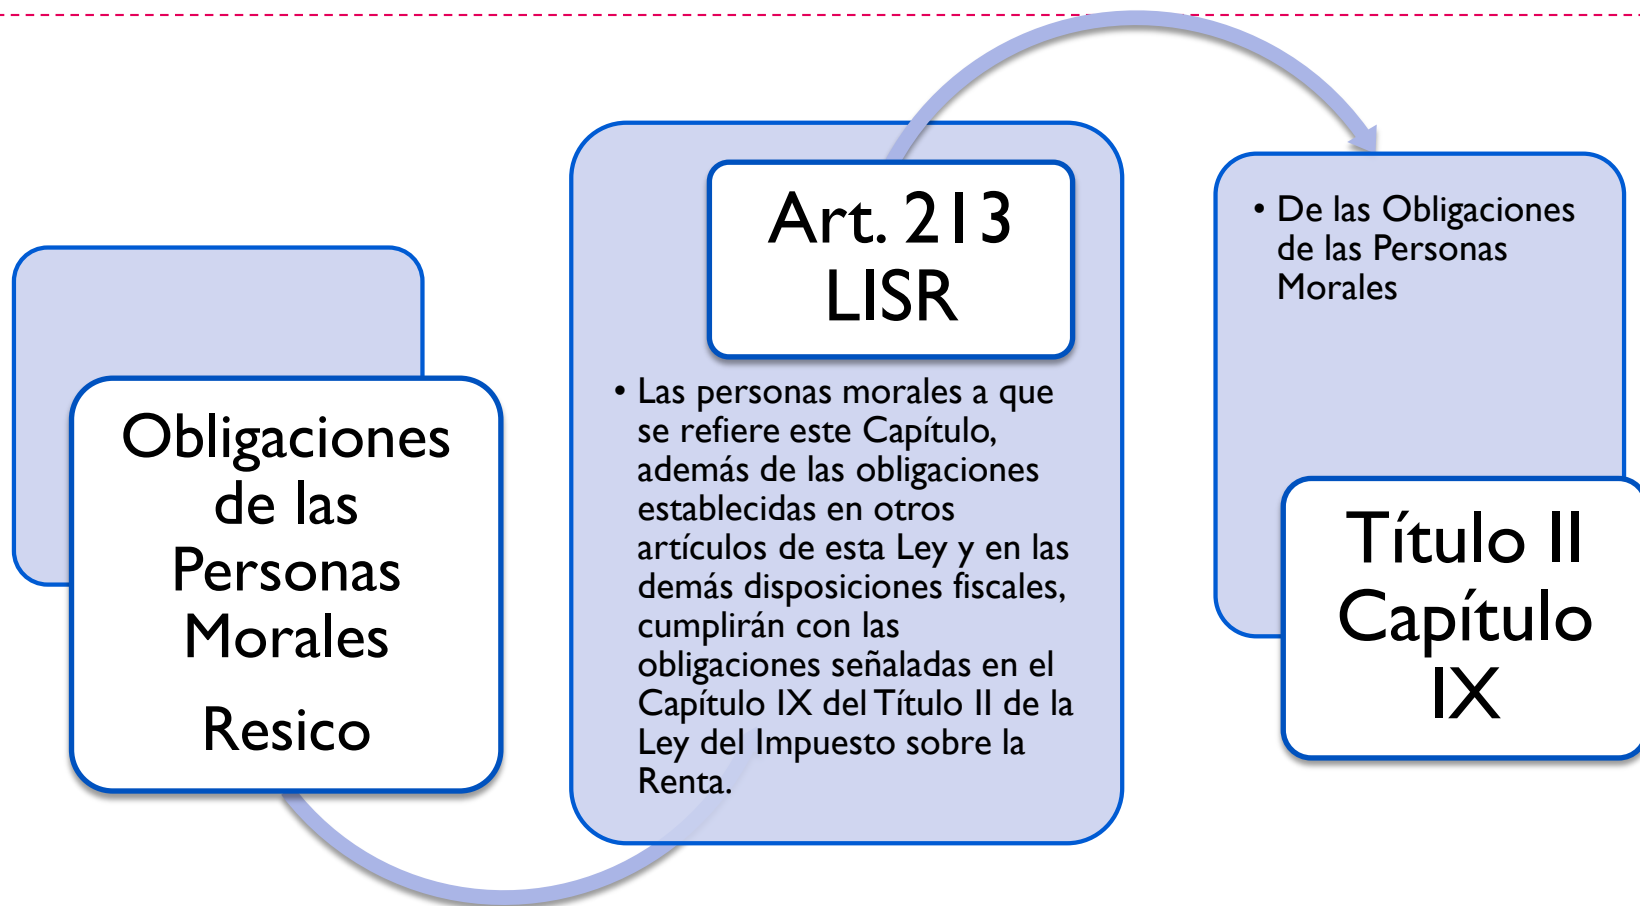 Obligaciones
de las
Personas
Morales
Resico
Art. 213
LISR
• Las personas morales a que
se refiere este Capítulo,
además de las obligaciones
establecidas en otros
artículos de esta Ley y en las
demás disposiciones fiscales,
cumplirán con las
obligaciones señaladas en el
Capítulo IX del Título II de la
Ley del Impuesto sobre la
Renta.
• De las Obligaciones
de las Personas
Morales
Título II
Capítulo
IX